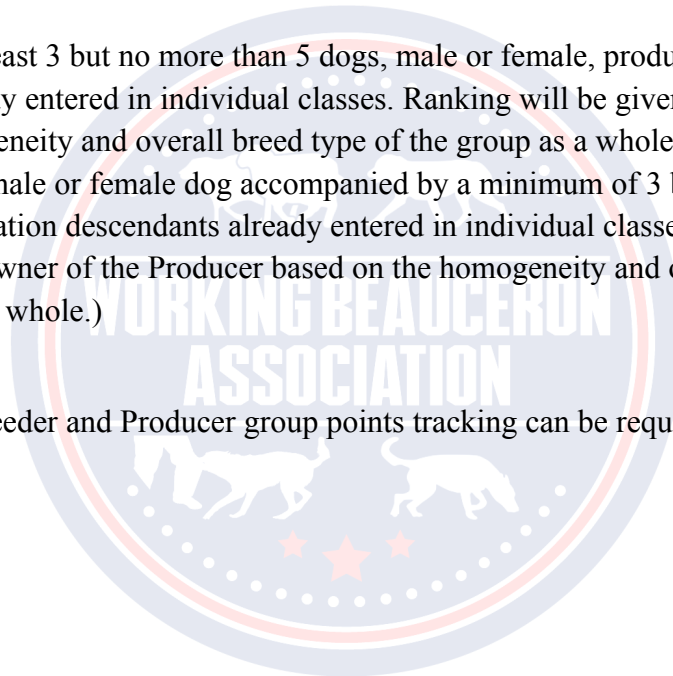 east 3 but no more than 5 dogs, male or female, produ
y entered in individual classes. Ranking will be given
eneity and overall breed type of the group as a whole
male or female dog accompanied by a minimum of 3 b
ation descendants already entered in individual classe
wner of the Producer based on the homogeneity and o
whole.)
WORKING BEAUCERON
ASSOCIATION
eeder and Producer group points tracking can be requ